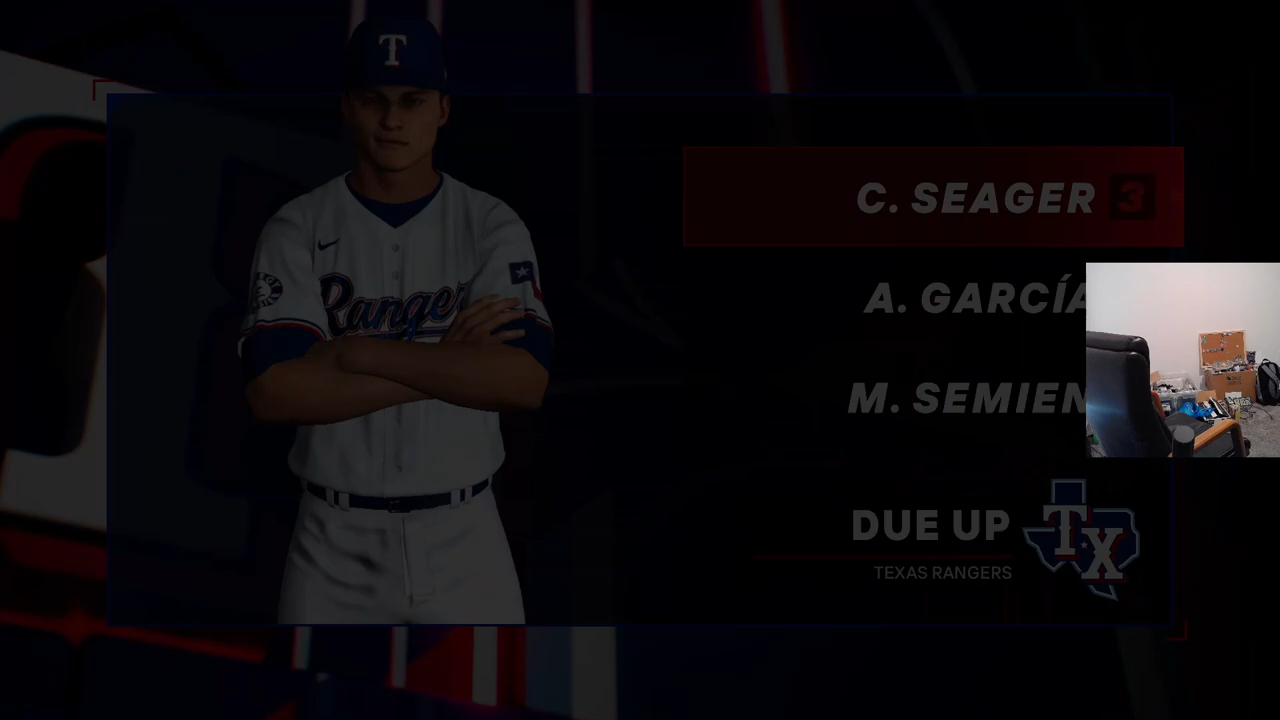 T
Rangers
C. SEAGER 3
A. GARCÍA
M. SEMIEN
DUE UP
TX
TEXAS RANGERS